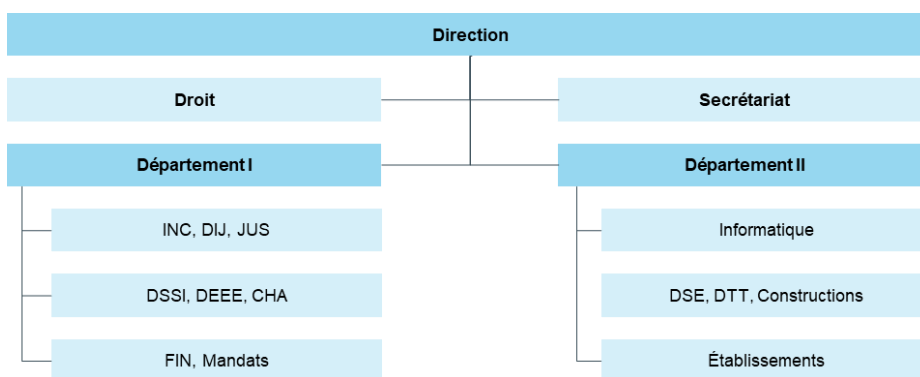 Direction
Droit
Secrétariat
Département I
Département II
INC, DIJ, JUS
Informatique
DSSI, DEEE, CHA
DSE, DTT, Constructions
FIN, Mandats
Établissements